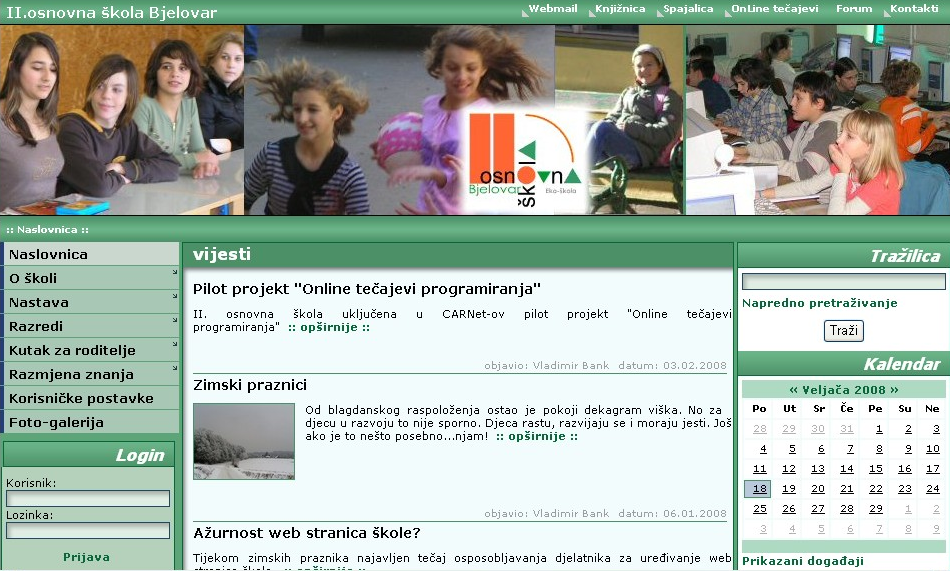 II.osnovna škola Bjelovar
Webmail Knjižnica Spajalica OnLine tečajevi Forum Kontakti
osnovna
Bjelovar
škol
Eko-škola
:: Naslovnica ::
Naslovnica
O školi
Nastava
Razredi
Kutak za roditelje
Razmjena znanja
Korisničke postavke
Foto-galerija
Login
Korisnik:
Lozinka:
Prijava
vijesti
Pilot projekt "Online tečajevi programiranja"
II. osnovna škola uključena u CARNet-ov pilot projekt "Online tečajevi
programiranja" :: opširnije ::
objavio: Vladimir Bank datum: 03.02.2008
Zimski praznici
Od blagdanskog raspoloženja ostao je pokoji dekagram viška. No za
djecu u razvoju to nije sporno. Djeca rastu, razvijaju se i moraju jesti. Još
ako je to nešto posebno...njam! :: opširnije ::
objavio: Vladimir Bank datum: 06.01.2008
Ažurnost web stranica škole?
Tijekom zimskih praznika najavljen tečaj osposobljavanja djelatnika za uređivanje web
stranica škole. :: opširnije ::
Tražilica
Napredno pretraživanje
Traži
Kalendar
« Veljača 2008 »
Po Ut Sr Če Pe Su Ne
28 29 30 31 1 2 3
4 5 6 7 8 9 10
11 12 13 14 15 16 17
18 19 20 21 22 23 24
25 26 27 28 29 1 2
3 4 5 6 7 8 9
Prikazani događaji